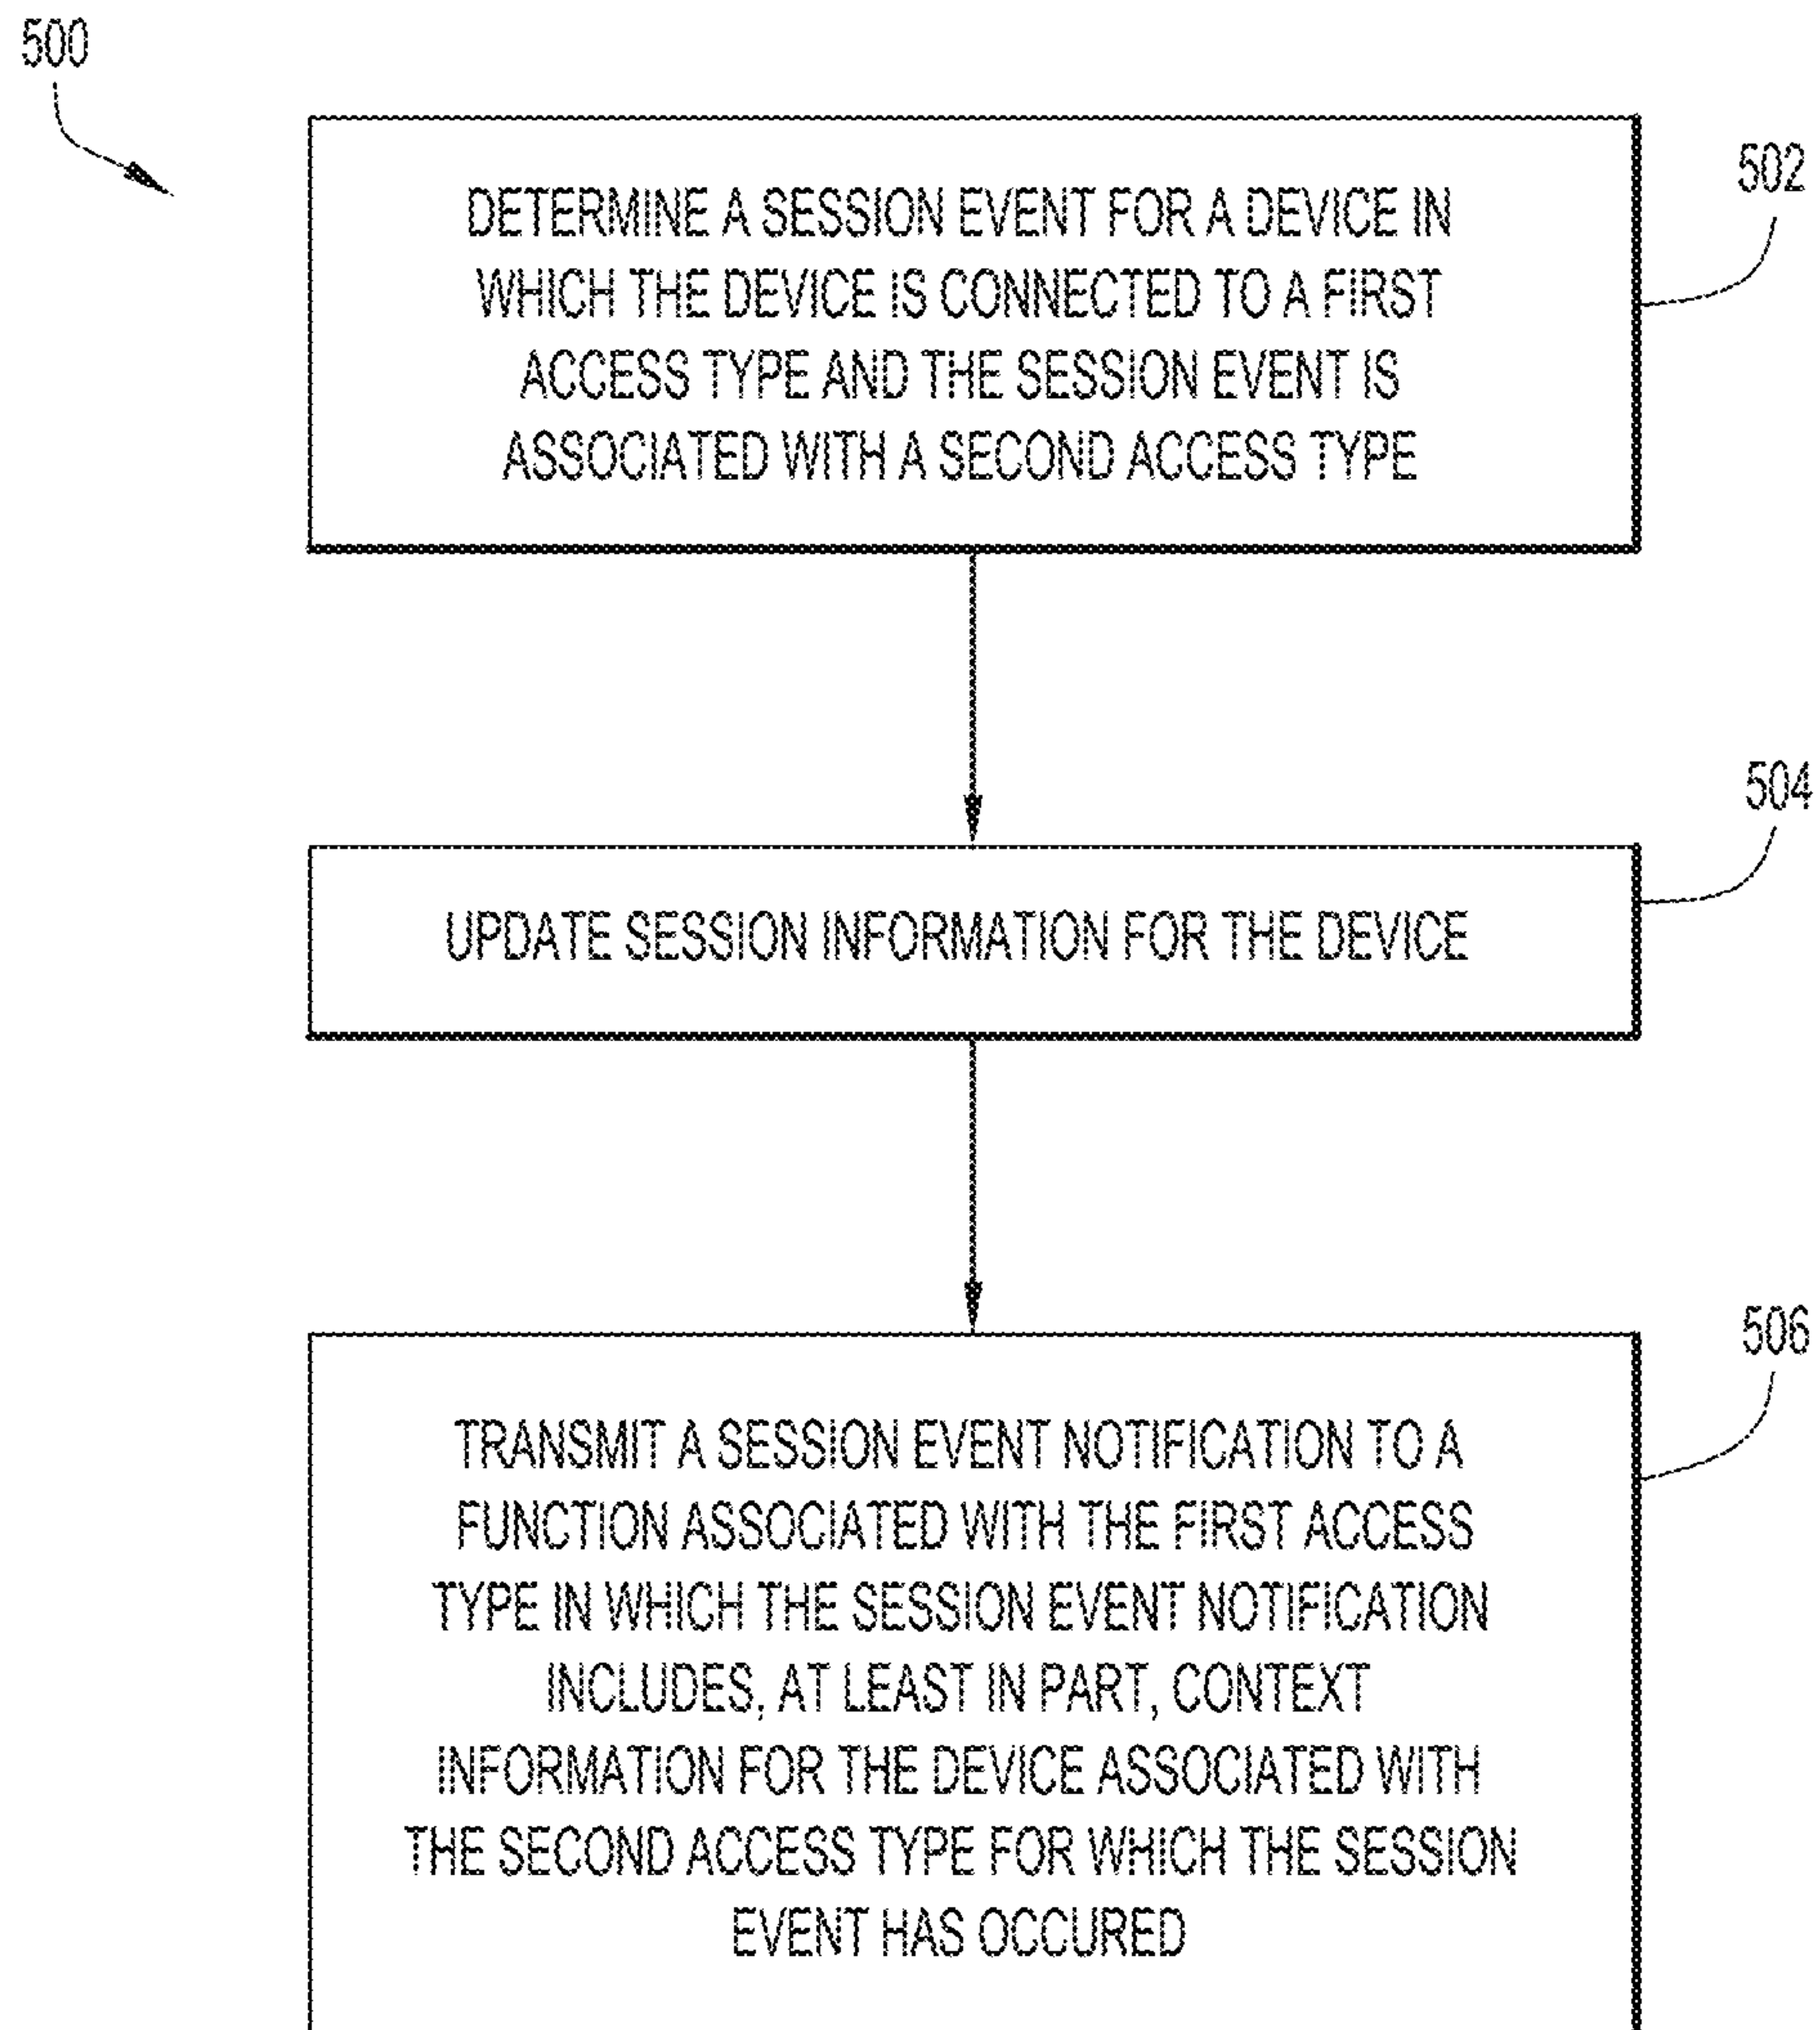 500
502
DETERMINE A SESSION EVENT FOR A DEVICE IN
WHICH THE DEVICE IS CONNECTED TO A FIRST
ACCESS TYPE AND THE SESSION EVENT IS
ASSOCIATED WITH A SECOND ACCESS TYPE
504
UPDATE SESSION INFORMATION FOR THE DEVICE
506
TRANSMIT A SESSION EVENT NOTIFICATION TO A
FUNCTION ASSOCIATED WITH THE FIRST ACCESS
TYPE IN WHICH THE SESSION EVENT NOTIFICATION
INCLUDES, AT LEAST IN PART, CONTEXT
INFORMATION FOR THE DEVICE ASSOCIATED WITH
THE SECOND ACCESS TYPE FOR WHICH THE SESSION
EVENT HAS OCCURED